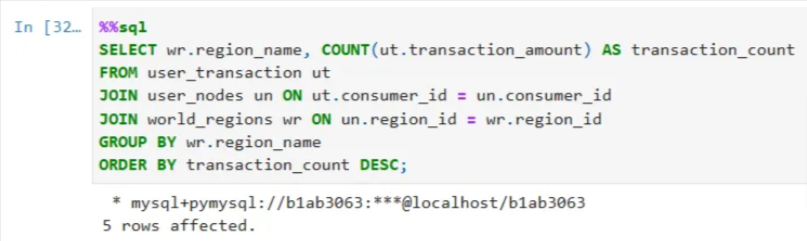 In [32… %%sql
SELECT wr.region_name, COUNT(ut.transaction_amount) AS transaction_count
FROM user_transaction ut
JOIN user_nodes un ON ut.consumer_id = un.consumer_id
JOIN world_regions wr ON un.region_id = wr.region_id
GROUP BY wr.region_name
ORDER BY transaction_count DESC;
* mysql+pymysql://b1ab3063:***@localhost/b1ab3063
5 rows affected.